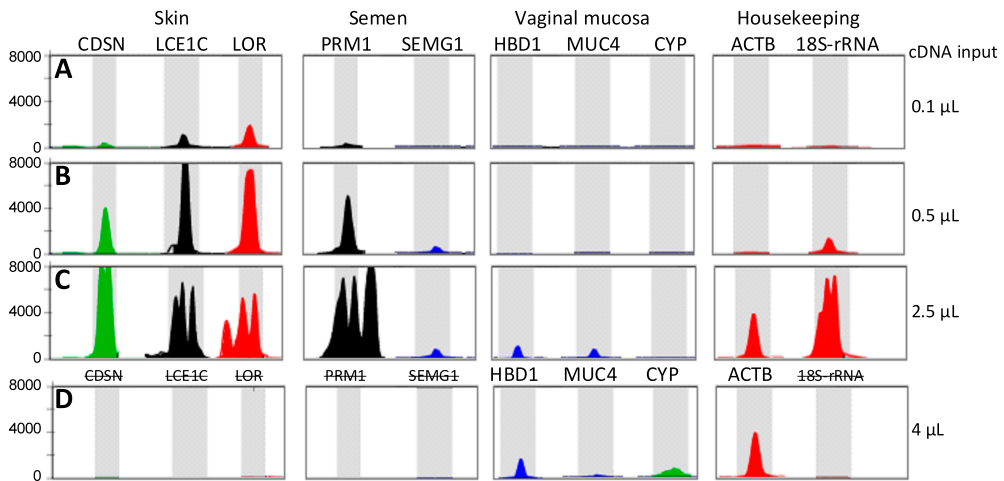 Skin Semen Vaginal mucosa Housekeeping
CDSN LCE1C LOR PRM1 SEMG1 HBD1 MUC4 CYP ACTB 18S-rRNA cDNA input
8000 A
4000 0.1 µL
0
8000 B
4000 0.5 µL
0
8000 C
4000 2.5 µL
0
CDSN LCE1C LOR PRM1 SEMG1 HBD1 MUC4 CYP ACTB 18S-rRNA
8000 D
4000 4 µL
0